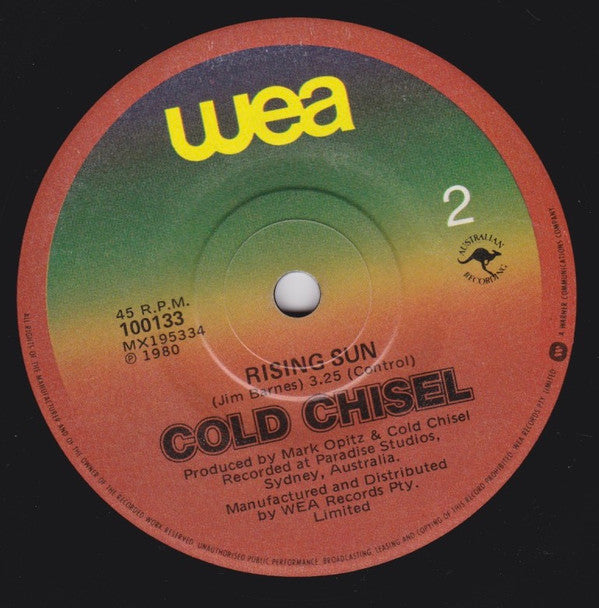 wea
2
AUSTRALIAN
RECORDING
45 R.P.M.
100133
MX195334
℗ 1980
RISING SUN
(Jim Barnes) 3.25 (Control)
COLD CHISEL
Produced by Mark Opitz & Cold Chisel
Recorded at Paradise Studios,
Sydney, Australia.
Manufactured and Distributed
by WEA Records Pty.
Limited
ALL RIGHTS OF THE MANUFACTURER AND OF THE OWNER OF THE RECORDED WORK RESERVED. UNAUTHORISED PUBLIC PERFORMANCE, BROADCASTING, LEASING AND COPYING OF THIS RECORD PROHIBITED. WEA RECORDS PTY. LIMITED
A WARNER COMMUNICATIONS COMPANY